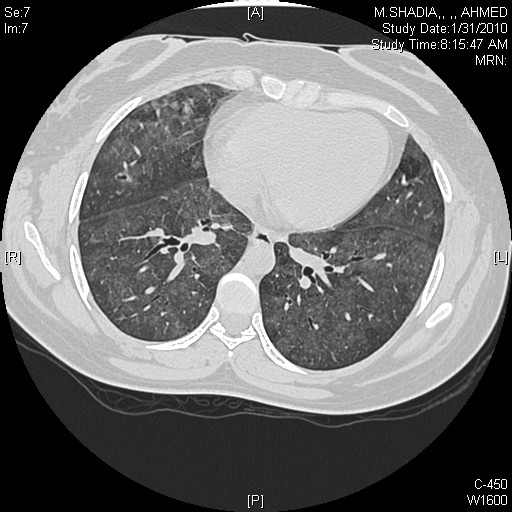 Se:7
Im:7
[A]
M.SHADIA,, ,, AHMED
Study Date:1/31/2010
Study Time:8:15:47 AM
MRN:
[R]
[L]
[P]
C-450
W1600